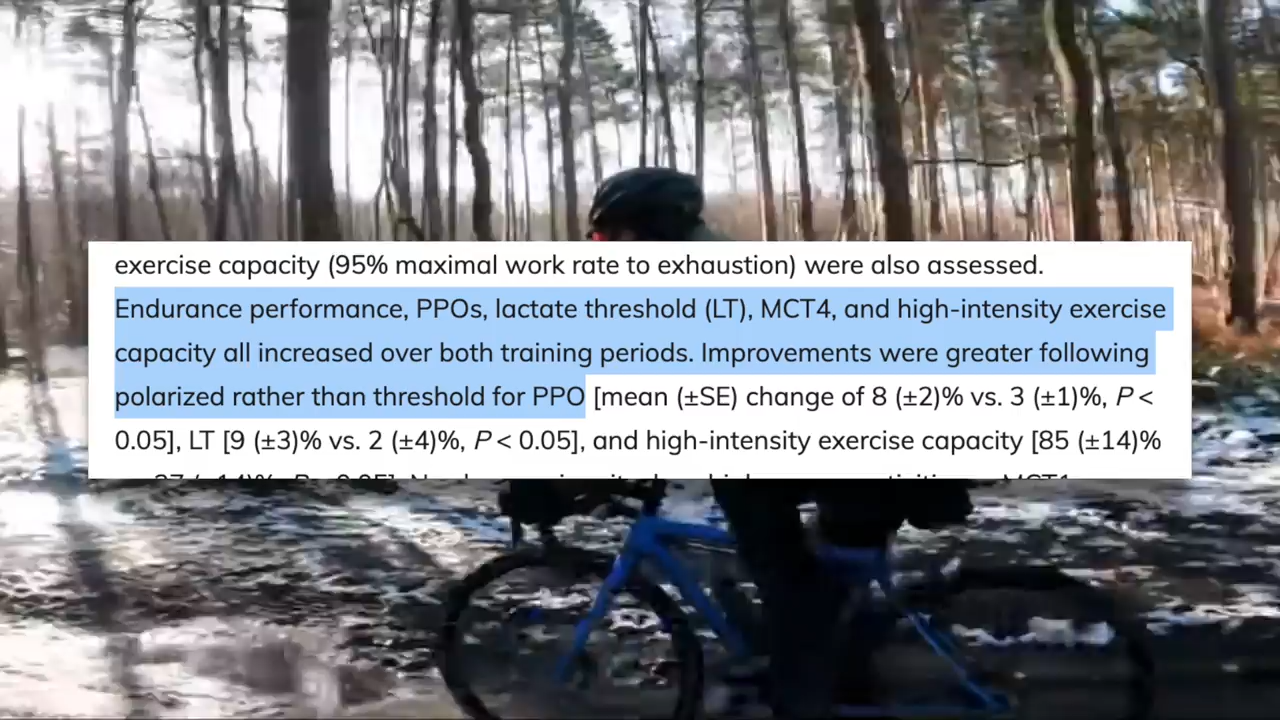 exercise capacity (95% maximal work rate to exhaustion) were also assessed.
Endurance performance, PPOs, lactate threshold (LT), MCT4, and high-intensity exercise
capacity all increased over both training periods. Improvements were greater following
polarized rather than threshold for PPO [mean (±SE) change of 8 (±2)% vs. 3 (±1)%, P <
0.05], LT [9 (±3)% vs. 2 (±4)%, P < 0.05], and high-intensity exercise capacity [85 (±14)%